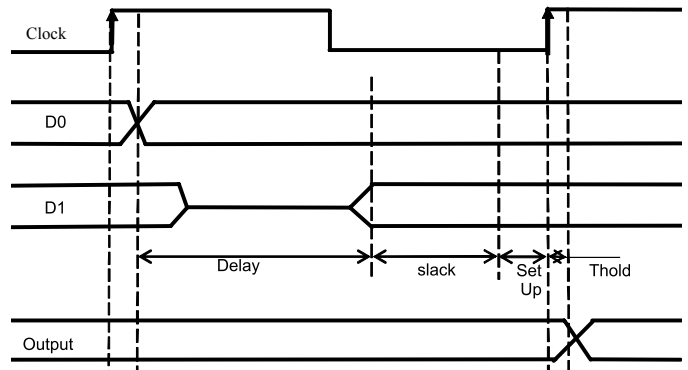 Clock
D0
D1
Delay
slack
Set
Up
Thold
Output